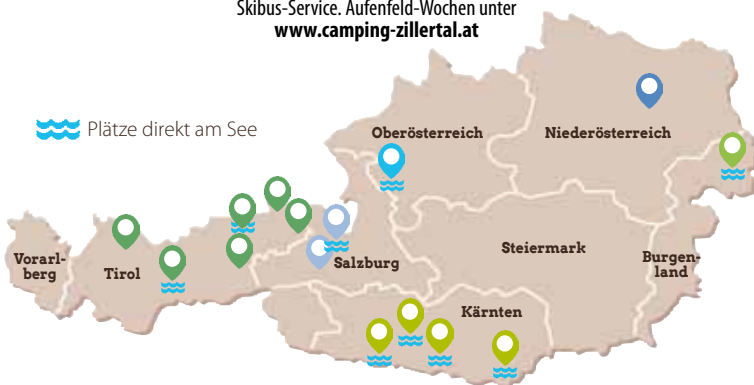 Skibus-Service. Aufenfeld-Wochen unter
www.camping-zillertal.at
Plätze direkt am See
Oberösterreich
Niederösterreich
Vorarl-
berg
Tirol
Salzburg
Steiermark
Burgen-
land
Kärnten